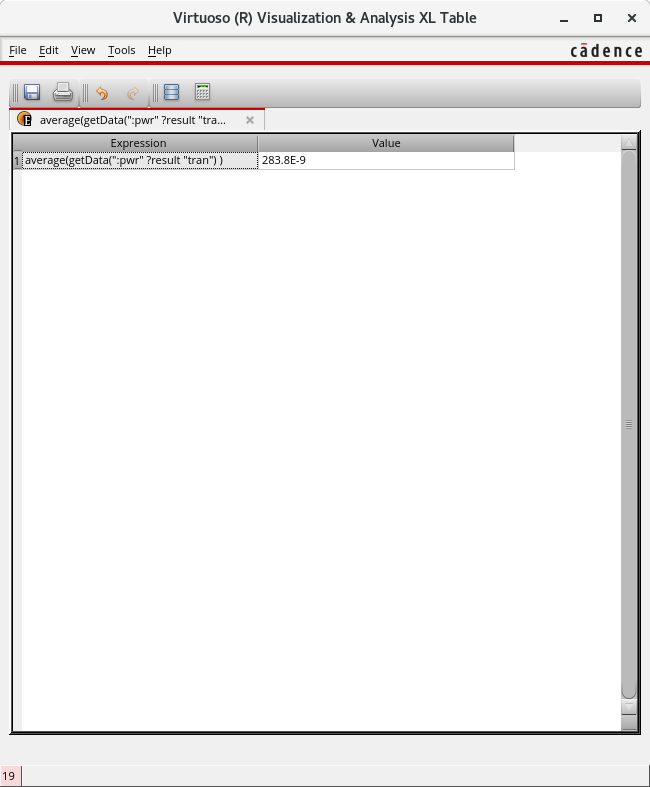 Virtuoso (R) Visualization & Analysis XL Table
File Edit View Tools Help
cādence
average(getData(":pwr" ?result "tra...
Expression Value
1 average(getData(":pwr" ?result "tran") ) 283.8E-9
19